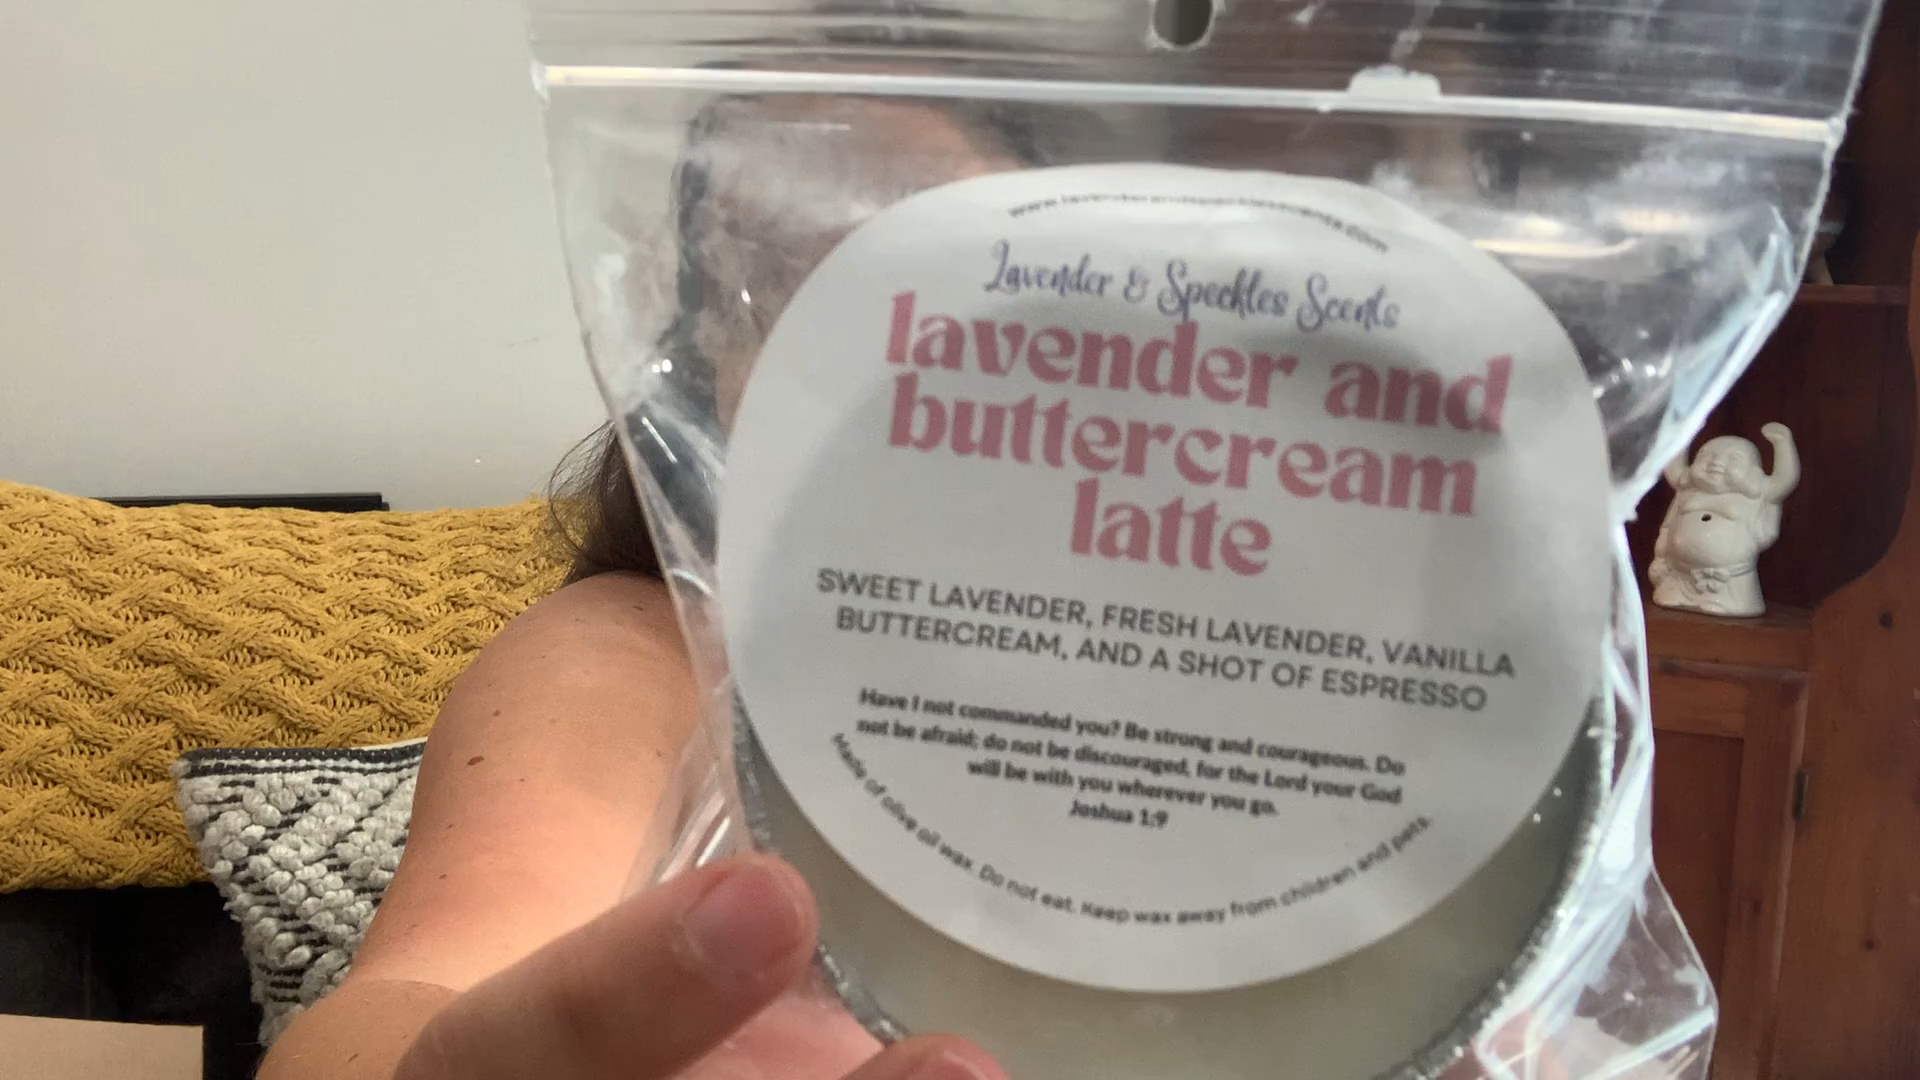 www.lavenderandspecklesscents.com
Lavender & Speckles Scents
lavender and
buttercream
latte
SWEET LAVENDER, FRESH LAVENDER, VANILLA
BUTTERCREAM, AND A SHOT OF ESPRESSO
Have I not commanded you? Be strong and courageous. Do
not be afraid; do not be discouraged, for the Lord your God
will be with you wherever you go.
Joshua 1:9
Made of olive oil wax. Do not eat. Keep wax away from children and pets.